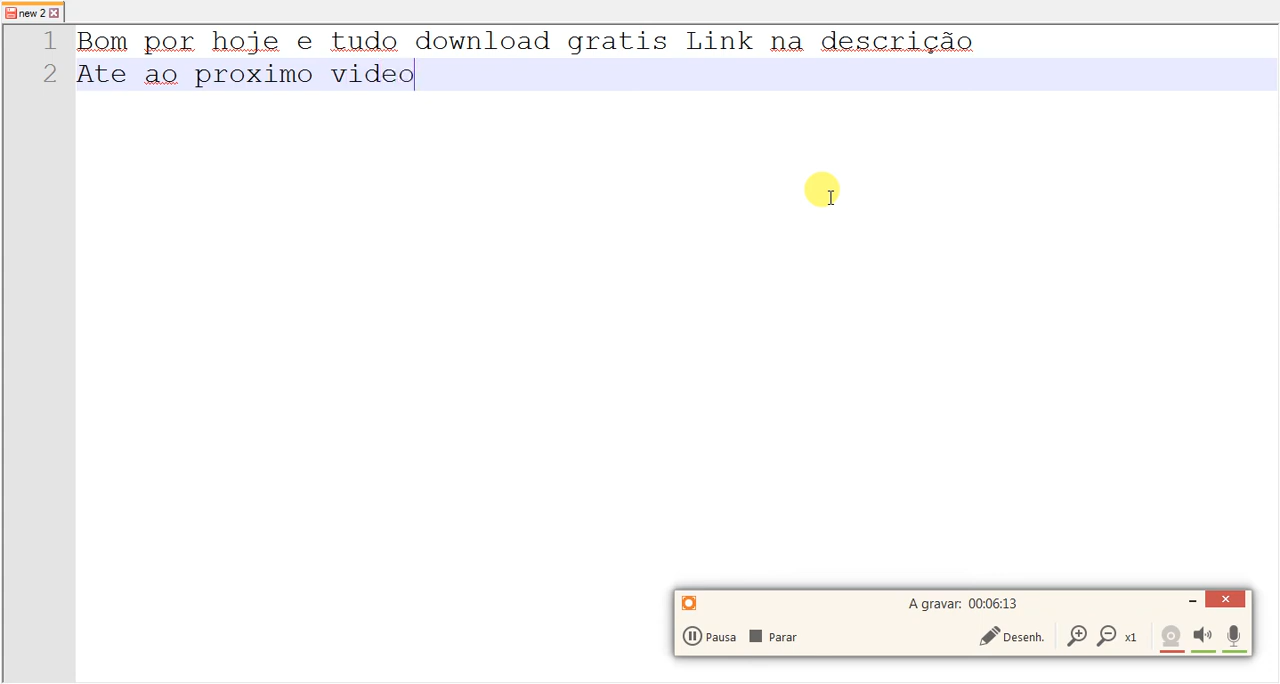 new 2
1 Bom por hoje e tudo download gratis Link na descrição
2 Ate ao proximo video
A gravar: 00:06:13
Pausa Parar Desenh. x1